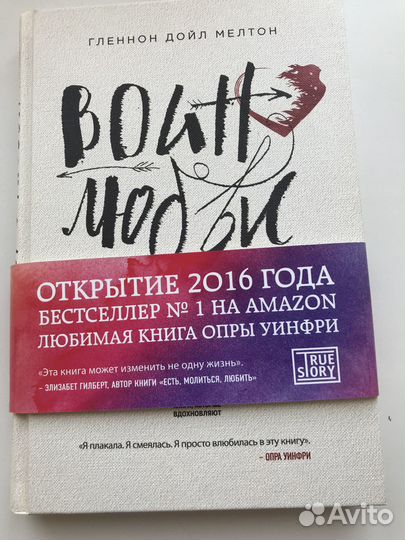 ГЛЕННОН ДОЙЛ МЕЛТОН
ВОИН
ЛЮБВИ
ОТКРЫТИЕ 2016 ГОДА
БЕСТСЕЛЛЕР № 1 НА AMAZON
ЛЮБИМАЯ КНИГА ОПРЫ УИНФРИ
«Эта книга может изменить не одну жизнь».
– ЭЛИЗАБЕТ ГИЛБЕРТ, АВТОР КНИГИ «ЕСТЬ, МОЛИТЬСЯ, ЛЮБИТЬ»
TRUE
STORY
ВДОХНОВЛЯЮТ
«Я плакала. Я смеялась. Я просто влюбилась в эту книгу».
– ОПРА УИНФРИ
Avito